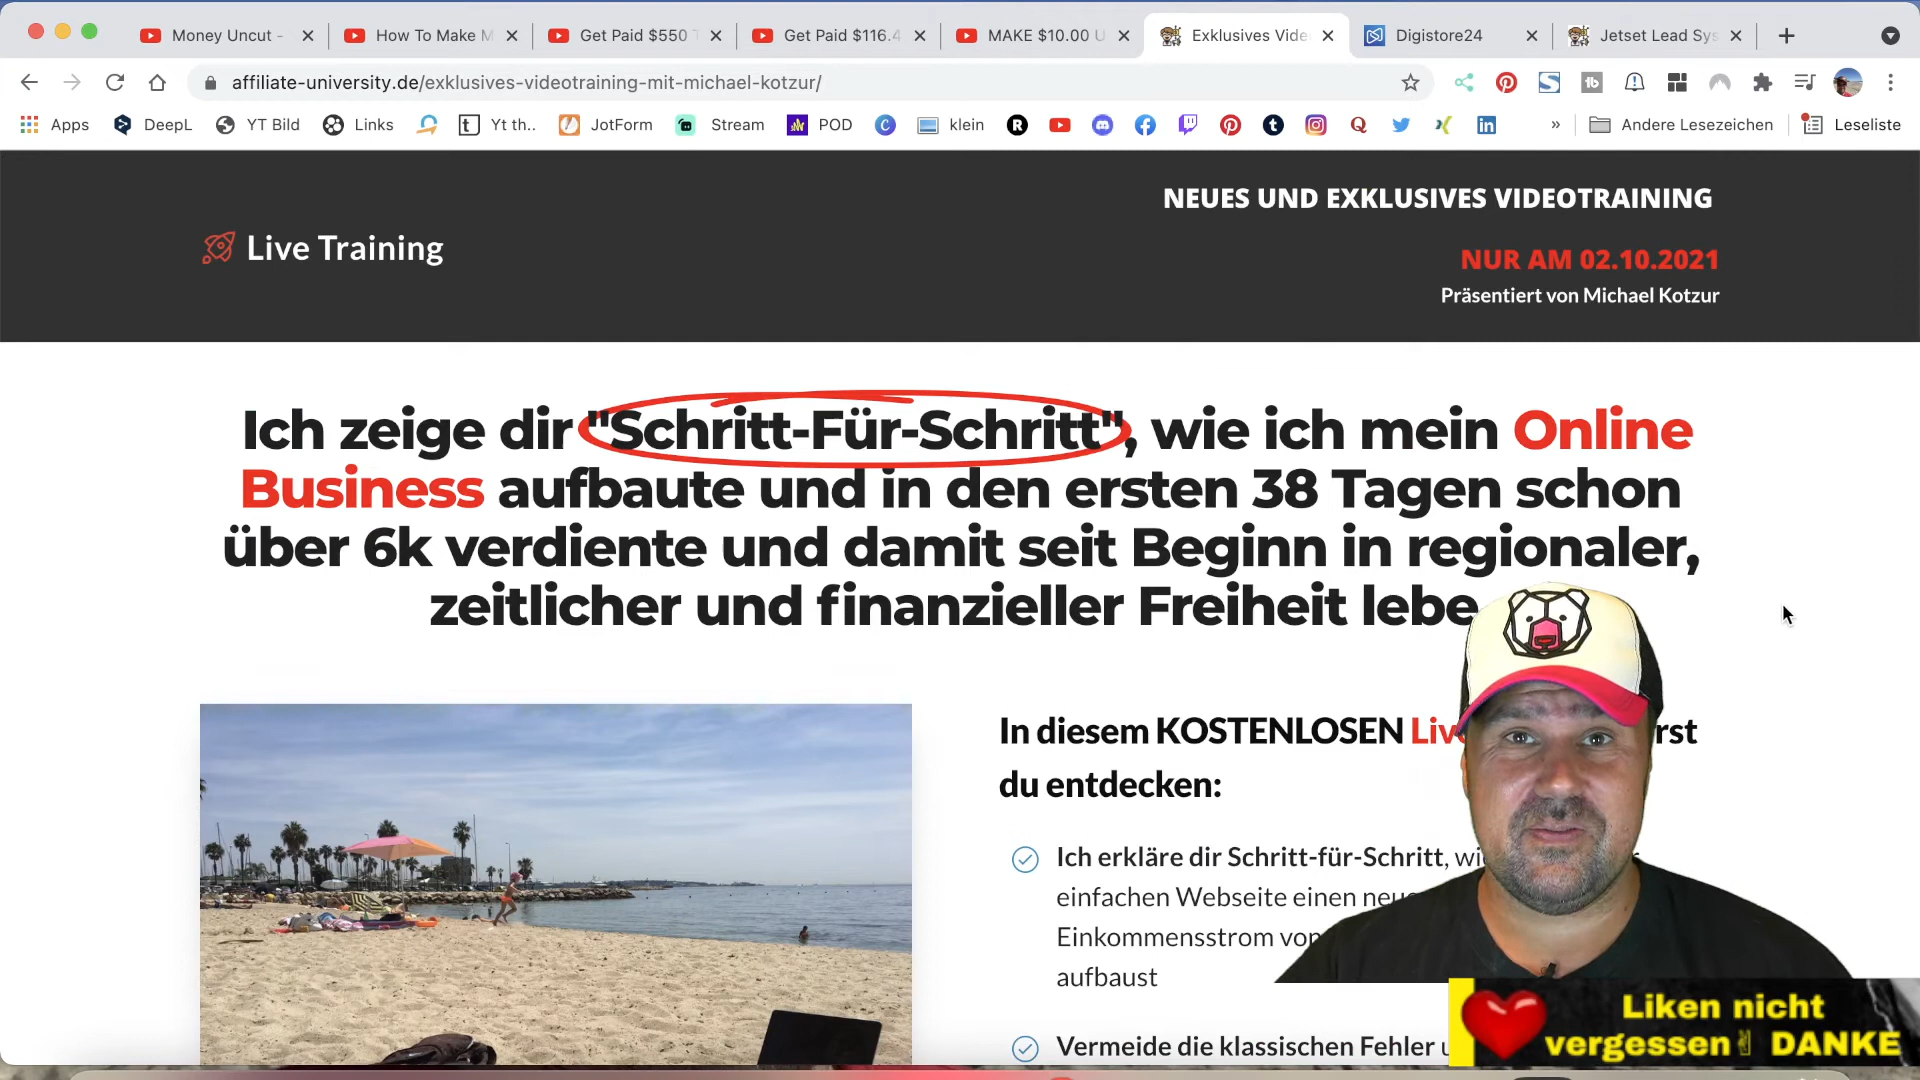 Money Uncut -
How To Make M
Get Paid $550 T
Get Paid $116.4
MAKE $10.00 U
Exklusives Vide
Digistore24
Jetset Lead Sys
affiliate-university.de/exklusives-videotraining-mit-michael-kotzur/
Apps
DeepL
YT Bild
Links
Yt th..
JotForm
Stream
POD
klein
»
Andere Lesezeichen
Leseliste
NEUES UND EXKLUSIVES VIDEOTRAINING
Live Training
NUR AM 02.10.2021
Präsentiert von Michael Kotzur
Ich zeige dir "Schritt-Für-Schritt", wie ich mein Online
Business aufbaute und in den ersten 38 Tagen schon
über 6k verdiente und damit seit Beginn in regionaler,
zeitlicher und finanzieller Freiheit lebe
In diesem KOSTENLOSEN
du entdecken:
Ich erkläre dir Schritt-für-Schritt,
einfachen Webseite einen
Einkommensstrom
aufbaust
Vermeide die klassischen Fehler
Liken nicht
vergessen✌ DANKE